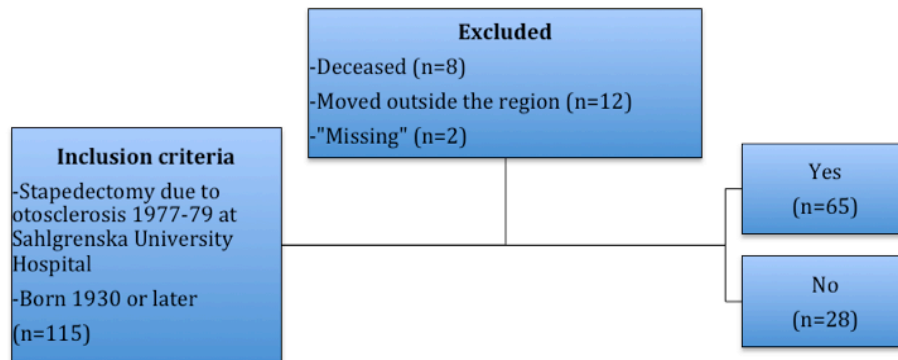 Excluded
-Deceased (n=8)
-Moved outside the region (n=12)
-"Missing" (n=2)
Inclusion criteria
-Stapedectomy due to
otosclerosis 1977-79 at
Sahlgrenska University
Hospital
-Born 1930 or later
(n=115)
Yes
(n=65)
No
(n=28)